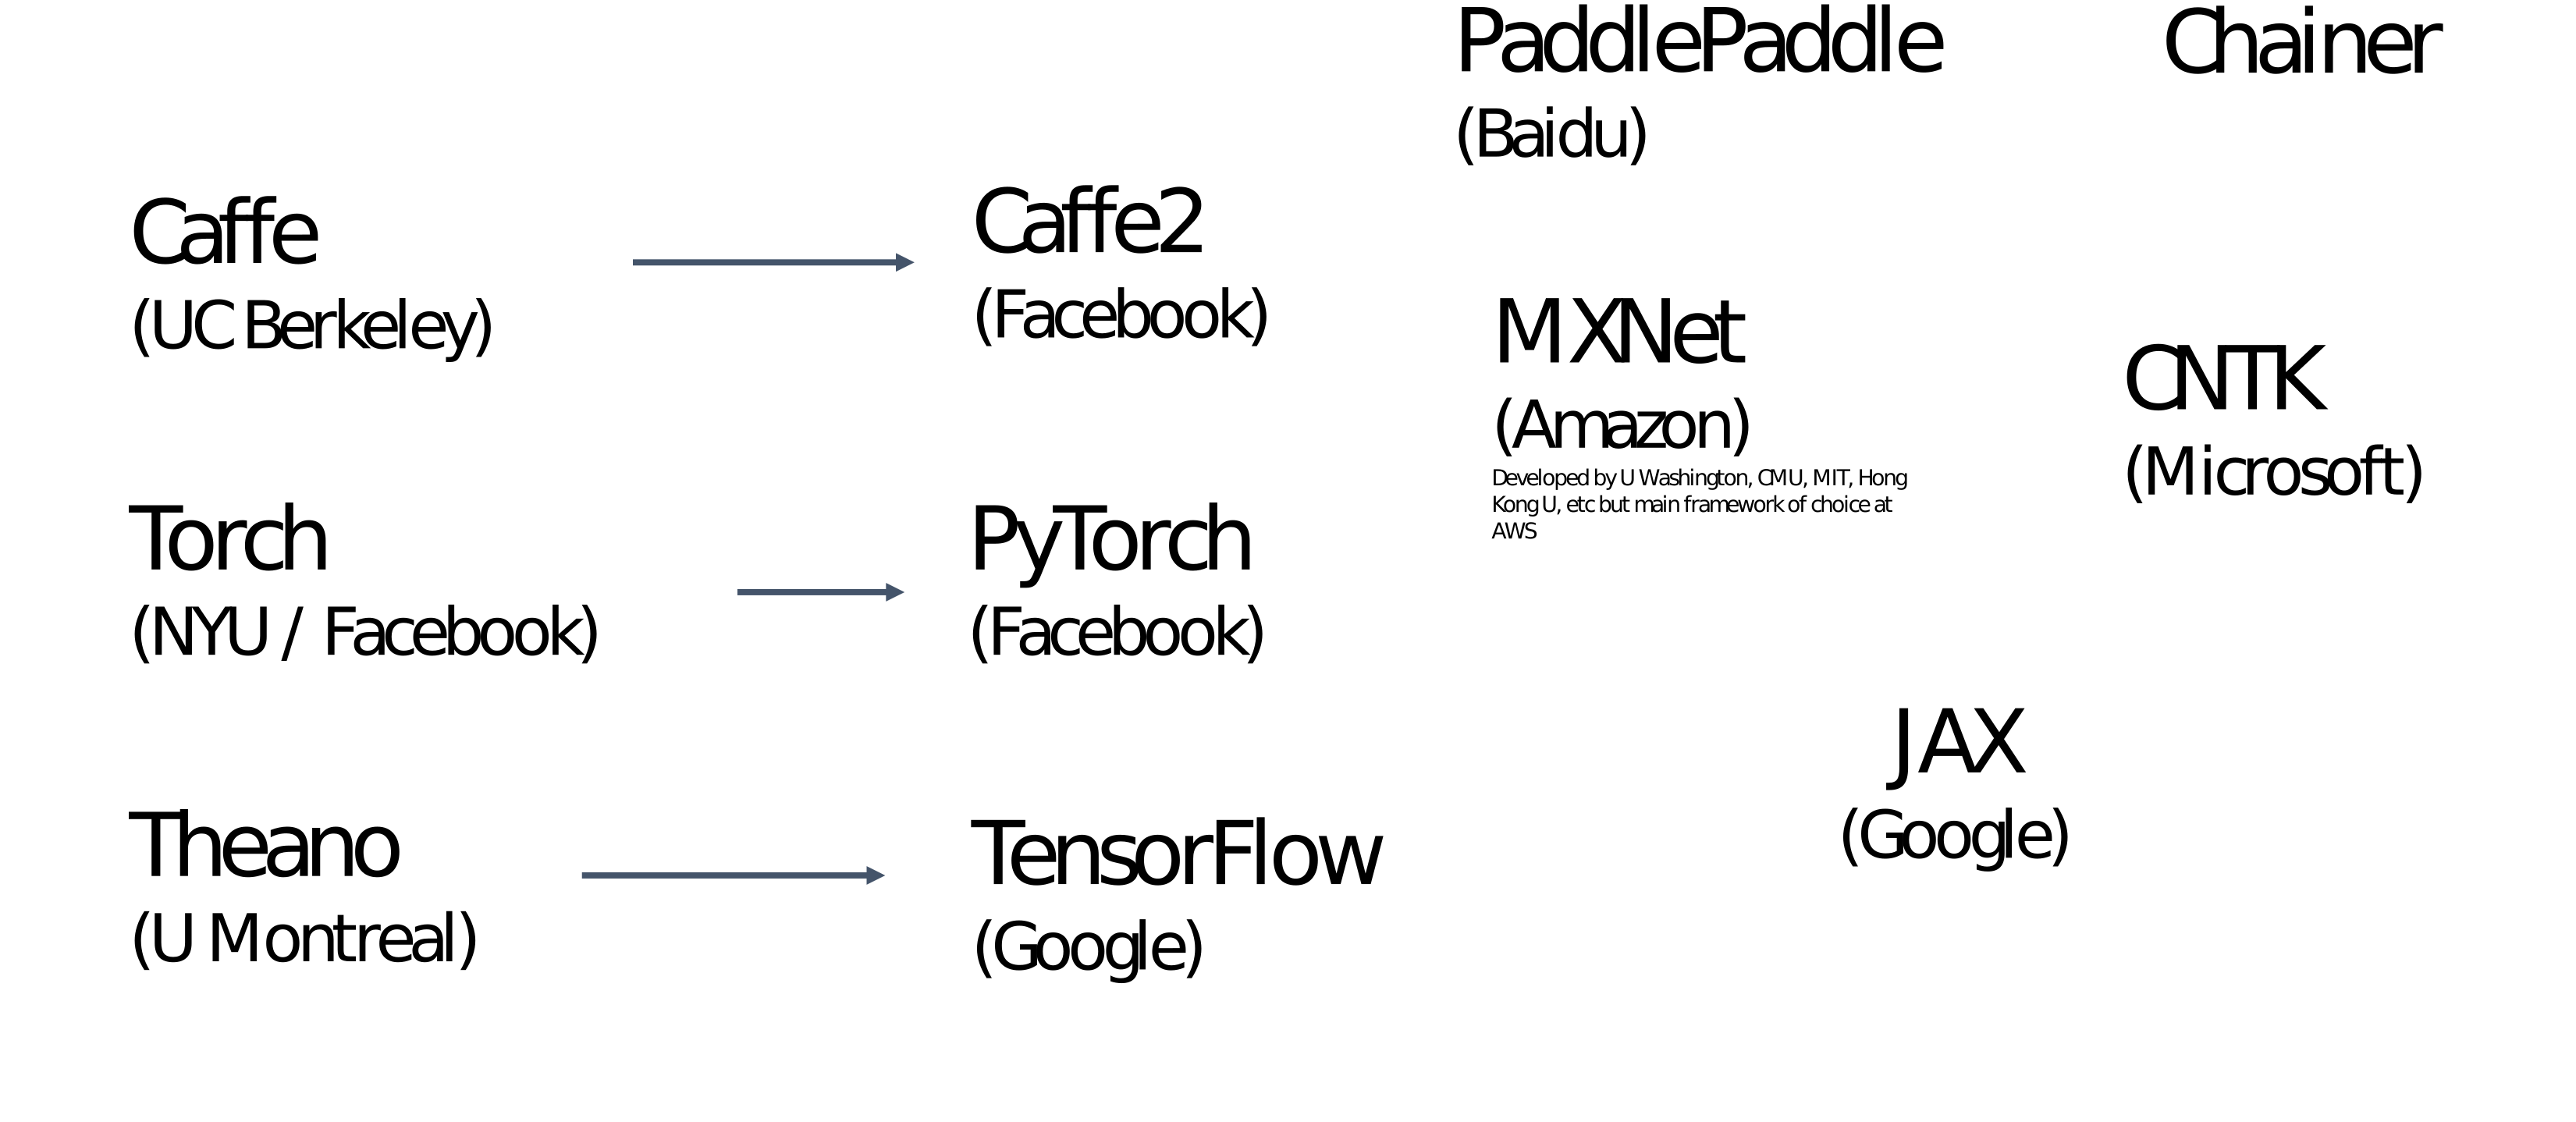 PaddlePaddle
(Baidu)
Chainer
Caffe
(UC Berkeley)
Caffe2
(Facebook)
MXNet
(Amazon)
Developed by U Washington, CMU, MIT, Hong
Kong U, etc but main framework of choice at
AWS
CNTK
(Microsoft)
Torch
(NYU / Facebook)
PyTorch
(Facebook)
JAX
(Google)
Theano
(U Montreal)
TensorFlow
(Google)